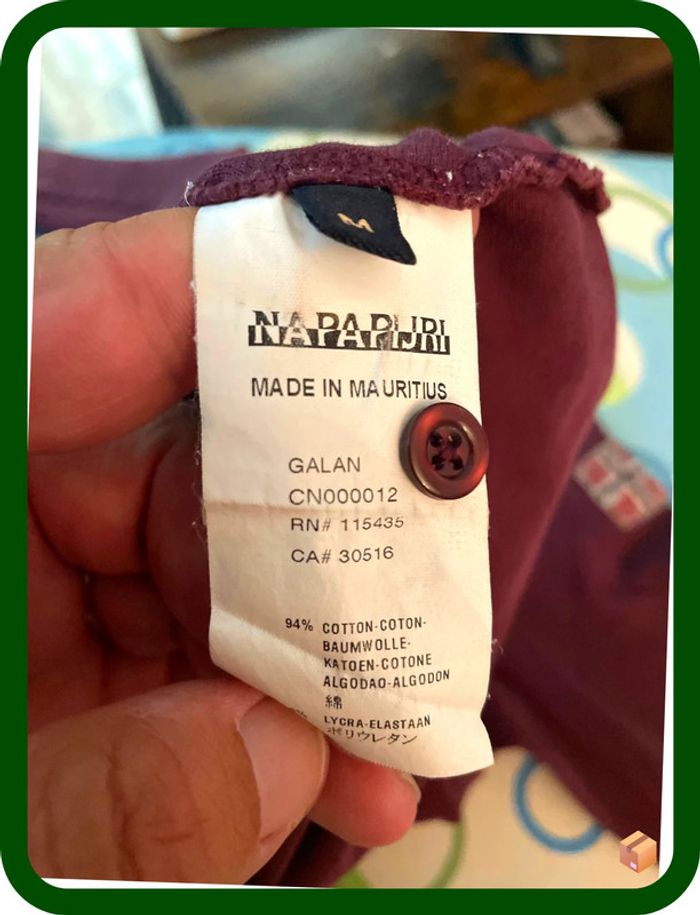 M
NAPAPIJRI
MADE IN MAURITIUS
GALAN
CN000012
RN# 115435
CA# 30516
94% COTTON-COTON-
BAUMWOLLE-
KATOEN-COTONE
ALGODAO-ALGODON
綿
% LYCRA-ELASTAAN
ポリウレタン